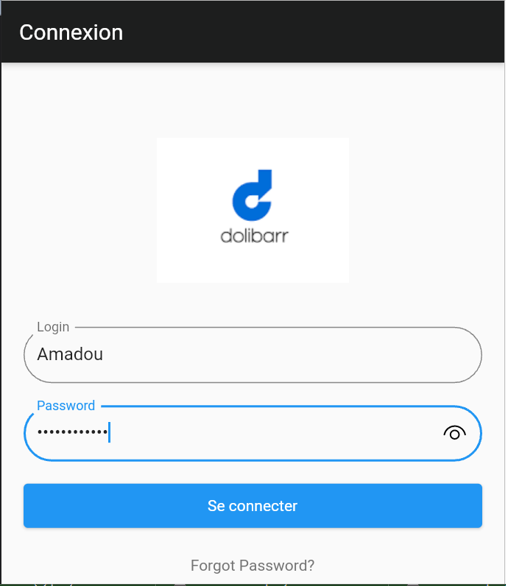 Connexion
dolibarr
Login
Amadou
Password
••••••••••••
Se connecter
Forgot Password?